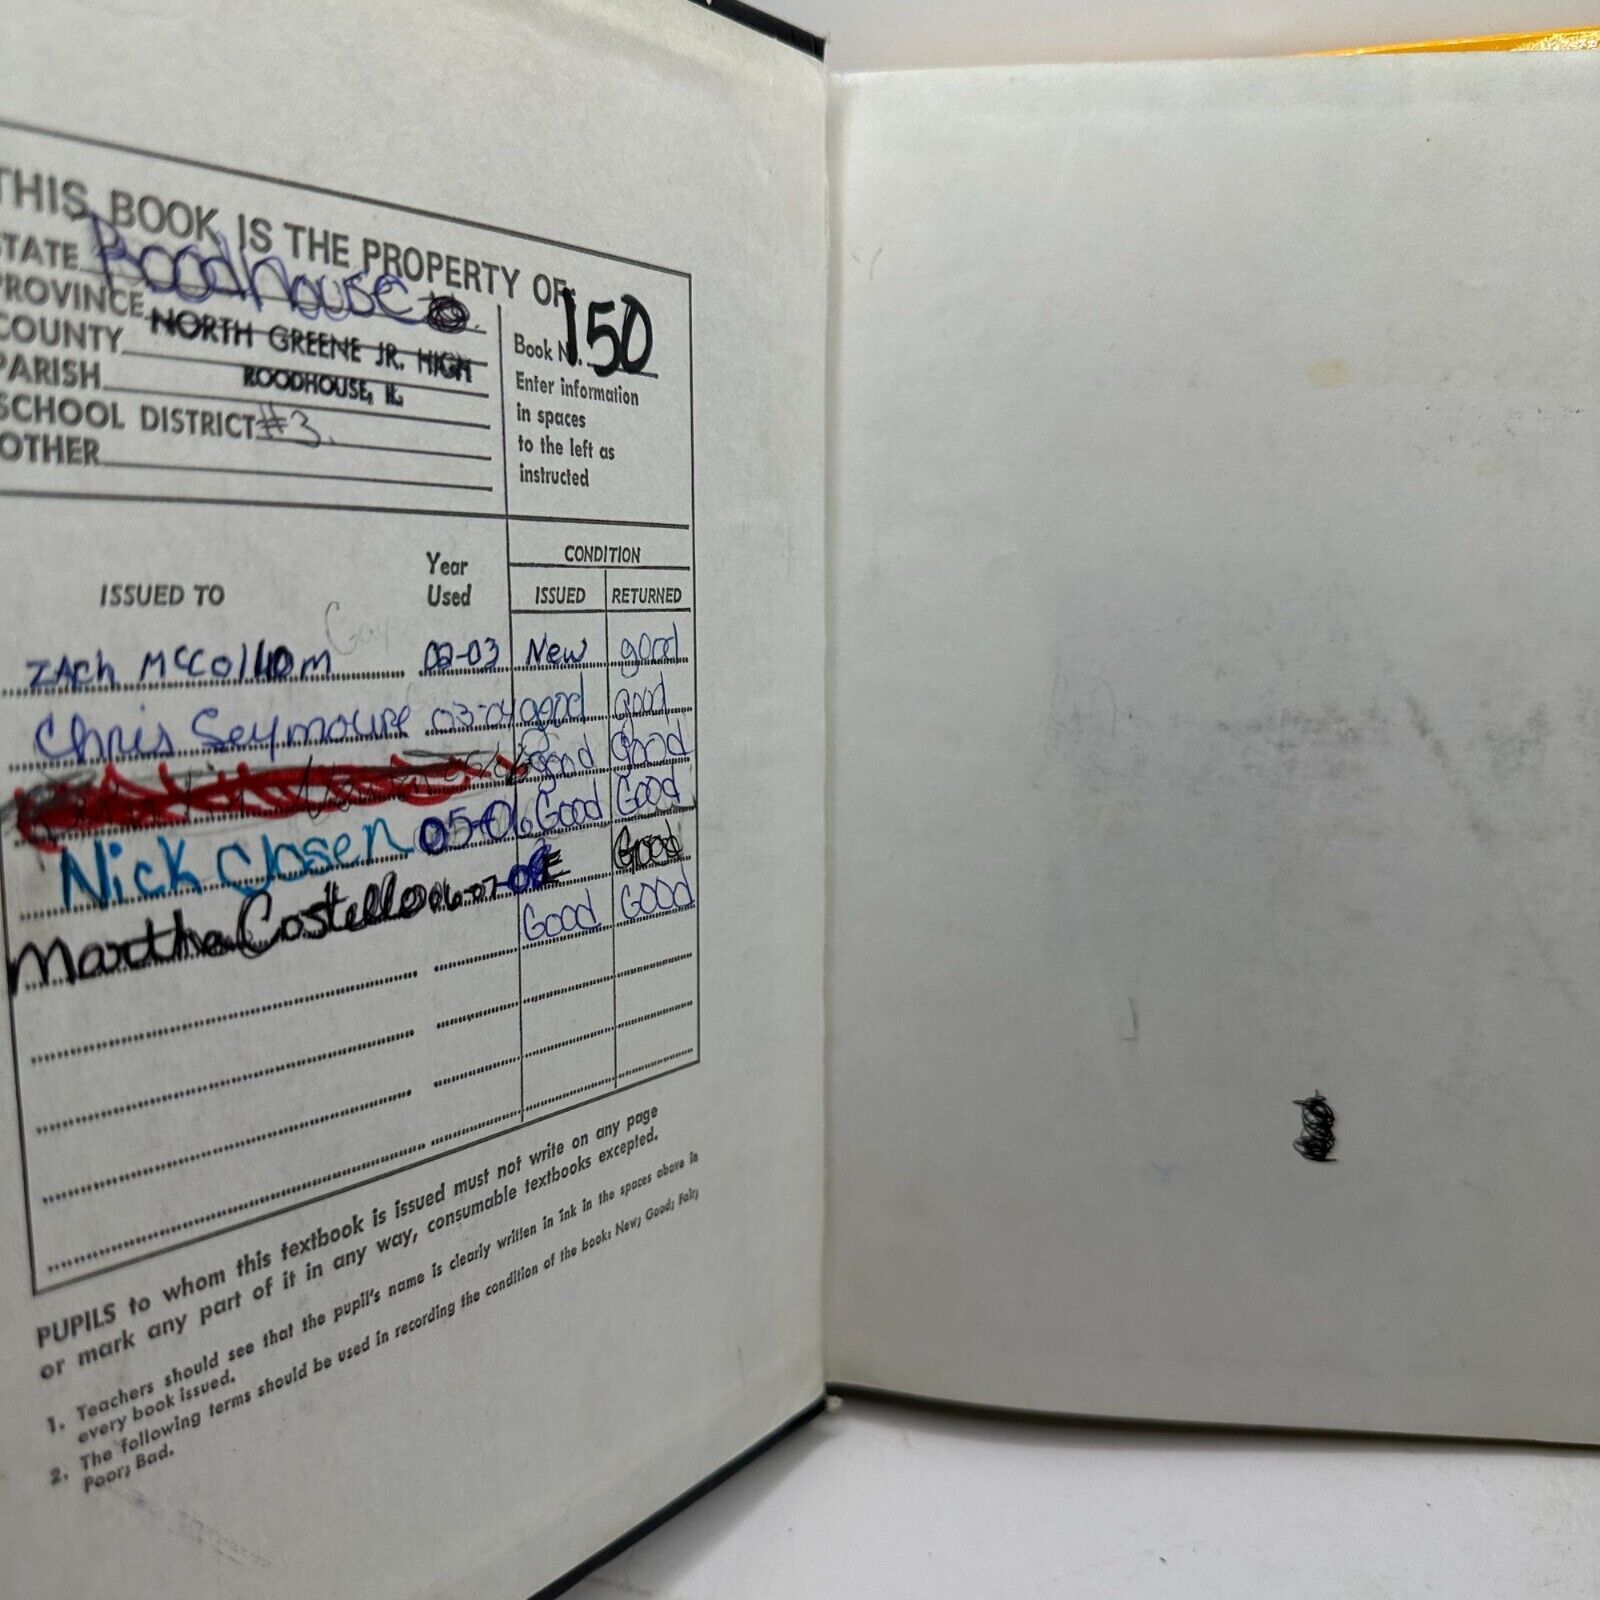 THIS BOOK IS THE PROPERTY OF:
STATE Roodhouse
PROVINCE
COUNTY NORTH GREENE JR. HIGH
PARISH ROODHOUSE, IL
SCHOOL DISTRICT #3.
OTHER
Book No. 150
Enter information
in spaces
to the left as
instructed
ISSUED TO Year Used CONDITION
ISSUED RETURNED
Zach McCollom 02-03 New good
Chris Seymoure 03-04 good good
good good
Nick Closen 05-06 Good Good
Martha Costello 06-07 Good
Good Good
PUPILS to whom this textbook is issued must not write on any page
or mark any part of it in any way, consumable textbooks excepted.
1. Teachers should see that the pupil's name is clearly written in ink in the spaces above in
every book issued.
2. The following terms should be used in recording the condition of the book: New; Good; Fair;
Poor; Bad.